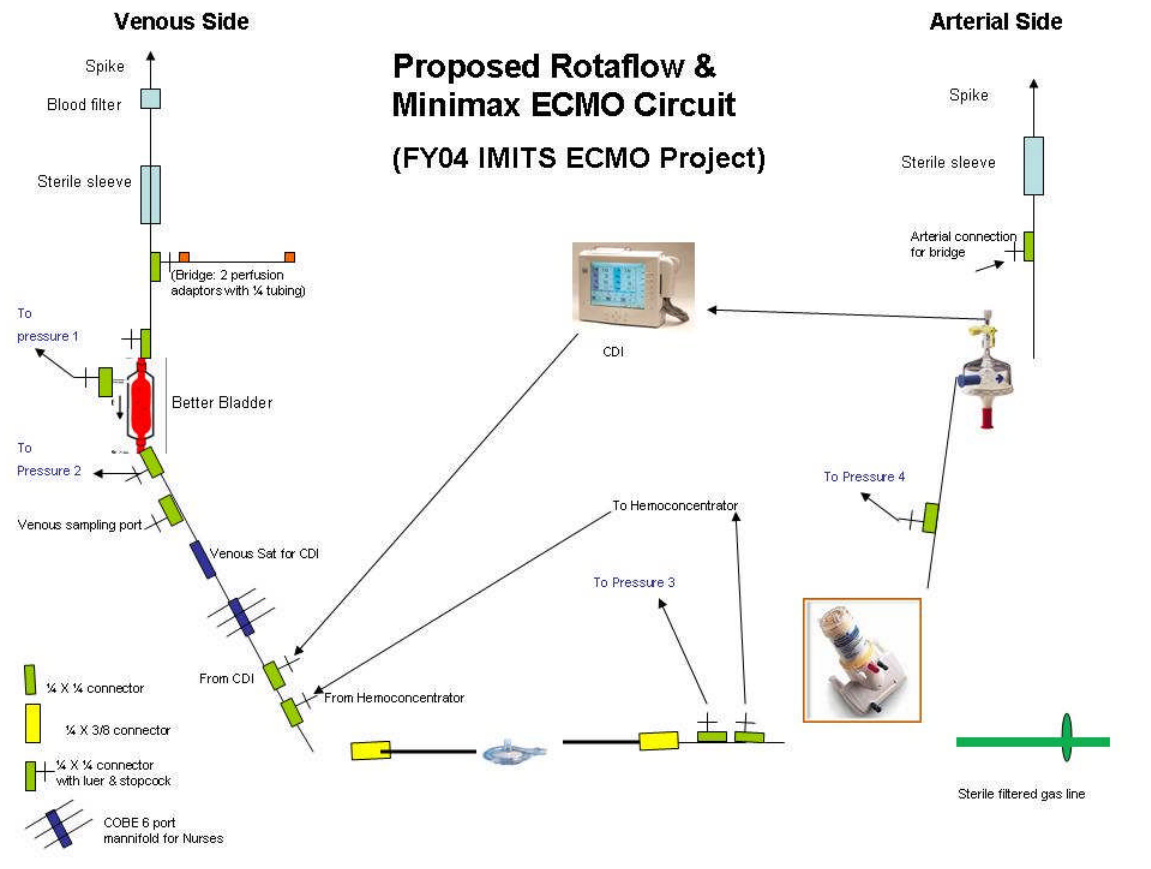 Venous Side
Arterial Side
Proposed Rotaflow &
Minimax ECMO Circuit
(FY04 IMITS ECMO Project)
Spike
Blood filter
Sterile sleeve
Spike
Sterile sleeve
Arterial connection
for bridge
(Bridge: 2 perfusion
adaptors with ¼ tubing)
To
pressure 1
CDI
Better Bladder
To
Pressure 2
To Pressure 4
Venous sampling port
To Hemoconcentrator
Venous Sat for CDI
To Pressure 3
From CDI
From Hemoconcentrator
¼ X ¼ connector
¼ X 3/8 connector
¼ X ¼ connector
with luer & stopcock
COBE 6 port
mannifold for Nurses
Sterile filtered gas line